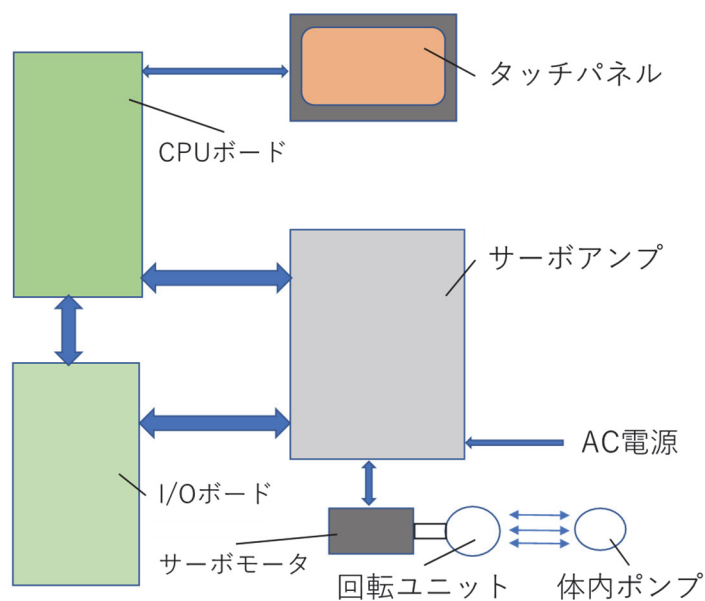 タッチパネル
CPUボード
サーボアンプ
AC電源
I/Oボード
サーボモータ
回転ユニット
体内ポンプ